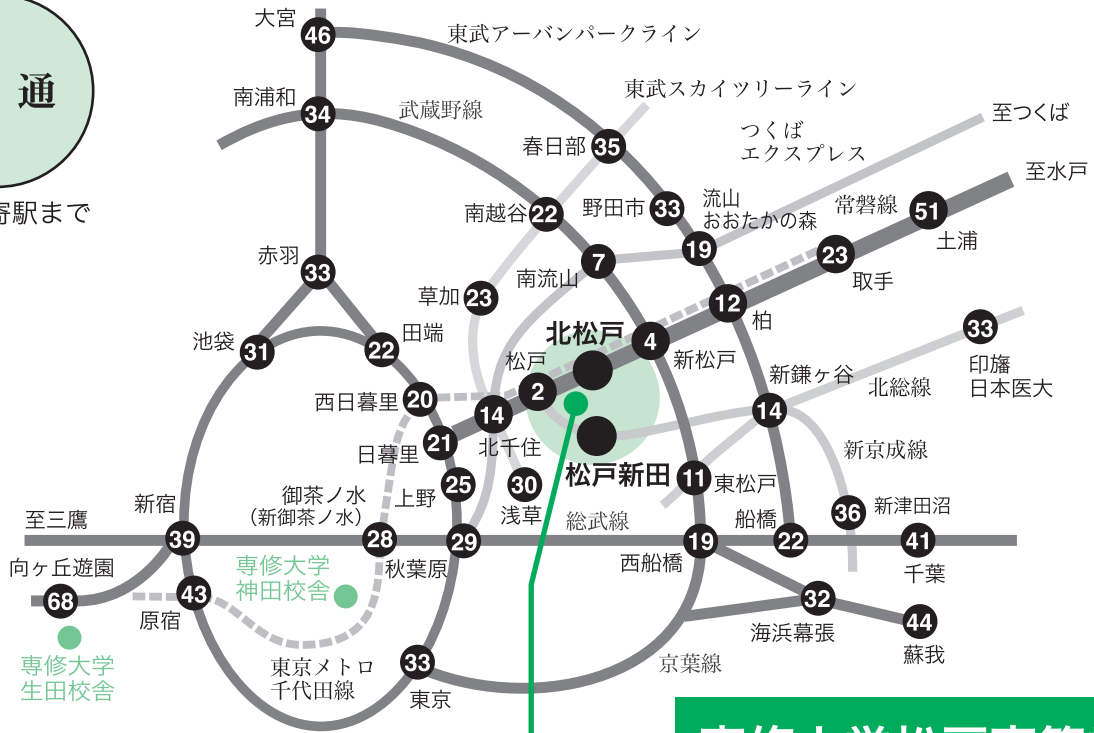 通
寄駅まで
大宮
46
東武アーバンパークライン
南浦和
34
武蔵野線
東武スカイツリーライン
春日部
35
つくば
エクスプレス
至つくば
至水戸
南越谷
22
野田市
33
流山
おおたかの森
19
常磐線
51
土浦
23
取手
赤羽
33
南流山
7
草加
23
12
柏
池袋
31
22
田端
北松戸
4
新松戸
33
印旛
日本医大
松戸
2
西日暮里
20
14
北千住
新鎌ヶ谷
14
北総線
日暮里
21
松戸新田
新京成線
上野
25
30
浅草
11
東松戸
御茶ノ水
(新御茶ノ水)
28
新宿
39
至三鷹
総武線
船橋
22
36
新津田沼
秋葉原
29
西船橋
19
41
千葉
向ヶ丘遊園
68
専修大学
神田校舎
43
原宿
32
海浜幕張
44
蘇我
専修大学
生田校舎
東京メトロ
千代田線
33
東京
京葉線